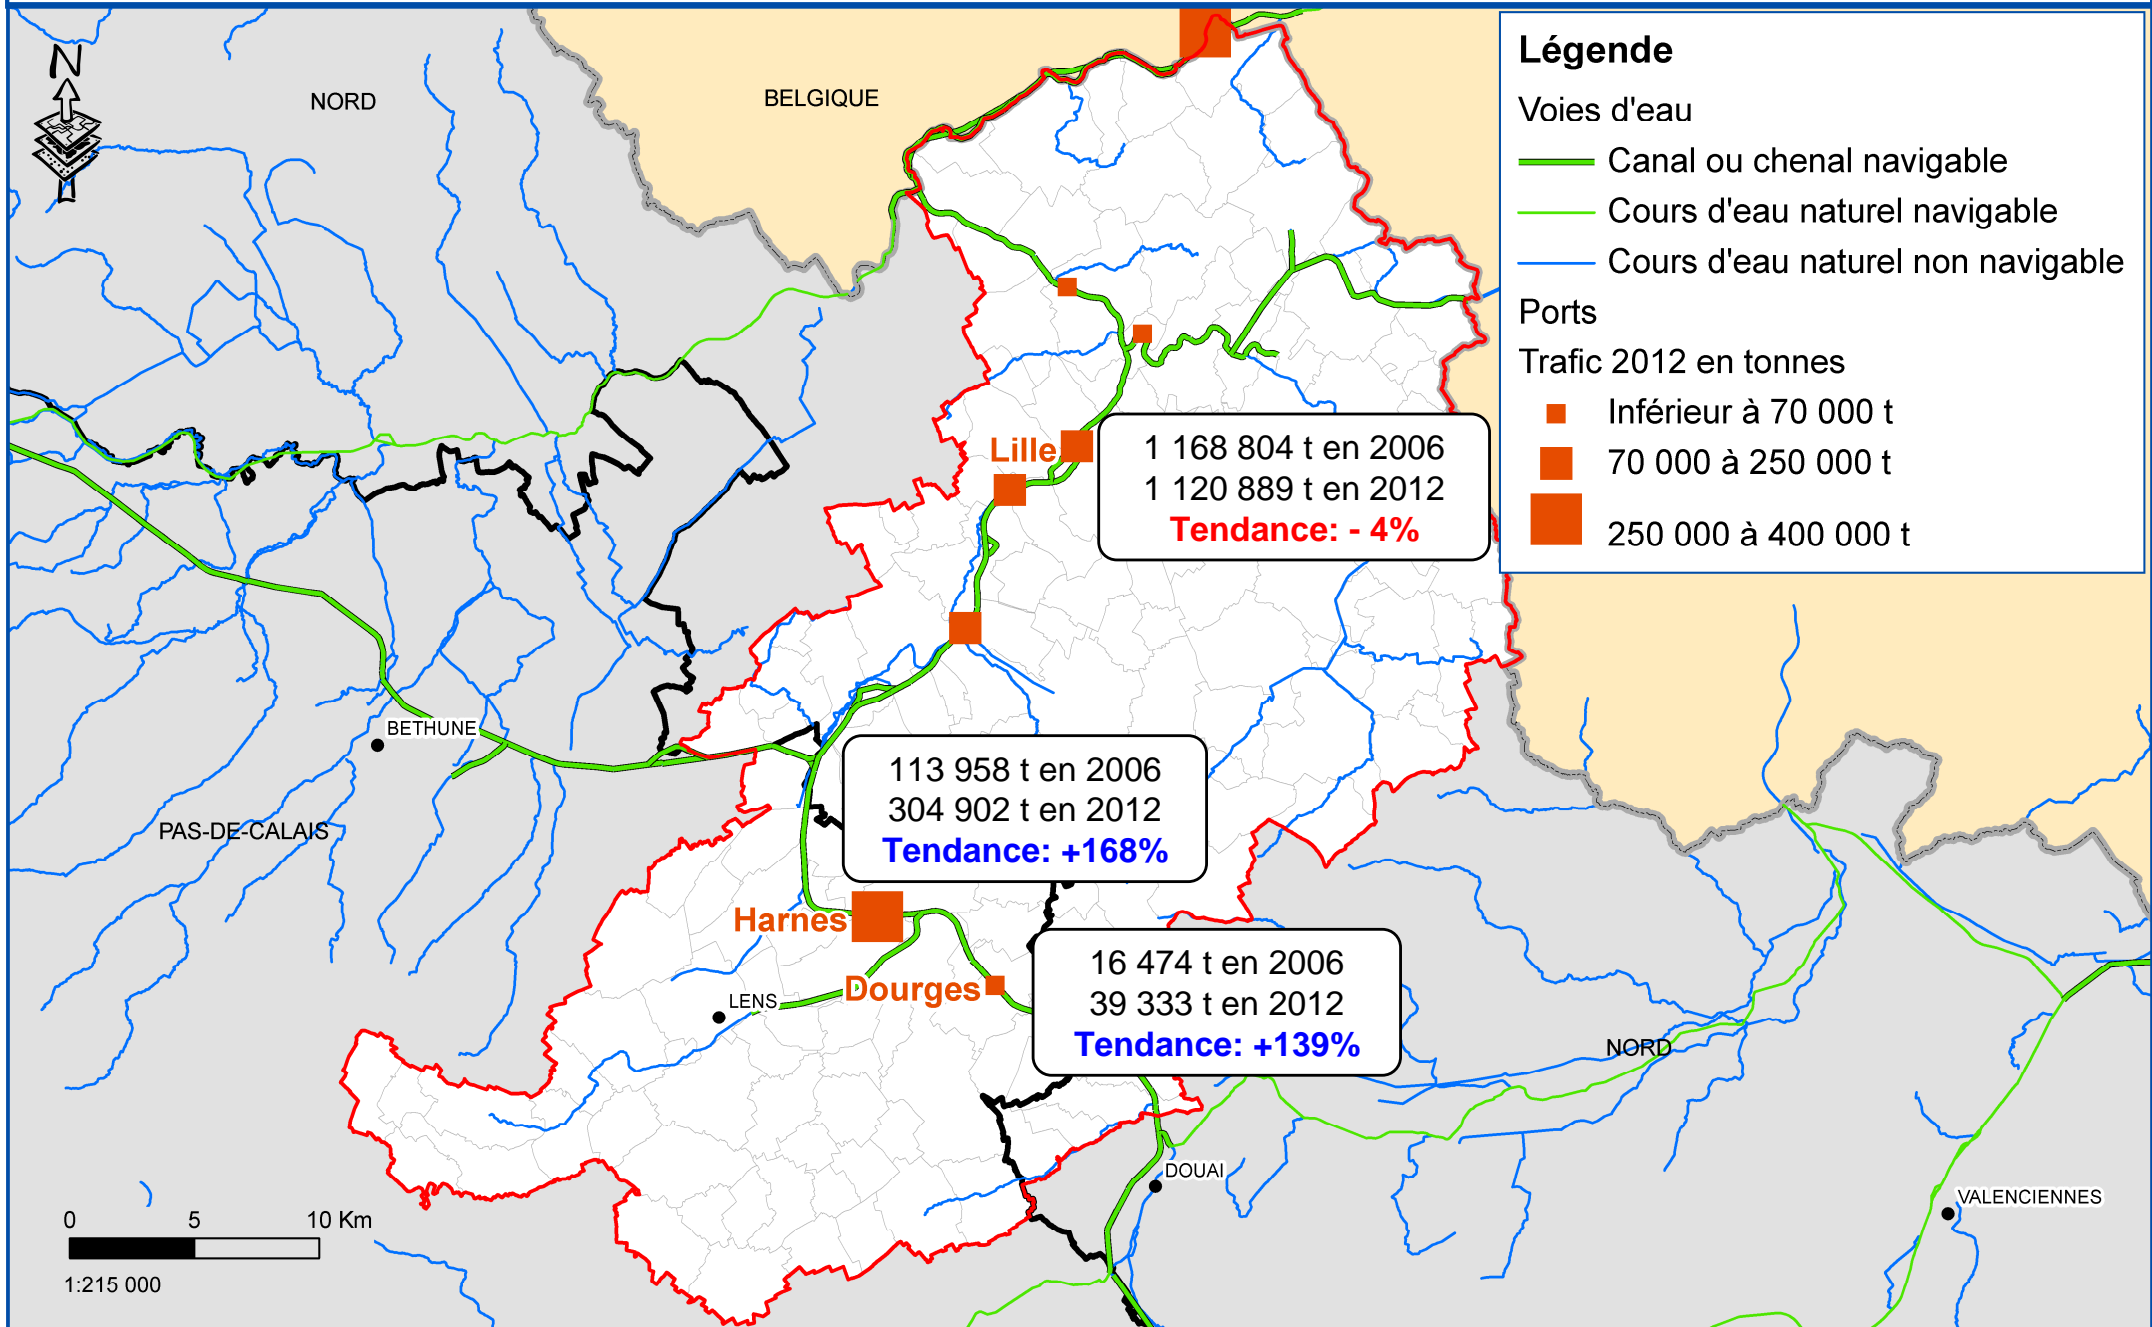 N
NORD
BELGIQUE
Légende
Voies d'eau
Canal ou chenal navigable
Cours d'eau naturel navigable
Cours d'eau naturel non navigable
Ports
Trafic 2012 en tonnes
Inférieur à 70 000 t
70 000 à 250 000 t
250 000 à 400 000 t
Lille
1 168 804 t en 2006
1 120 889 t en 2012
Tendance: - 4%
BETHUNE
PAS-DE-CALAIS
113 958 t en 2006
304 902 t en 2012
Tendance: +168%
Harnes
Dourges
LENS
16 474 t en 2006
39 333 t en 2012
Tendance: +139%
NORD
DOUAI
VALENCIENNES
0 5 10 Km
1:215 000